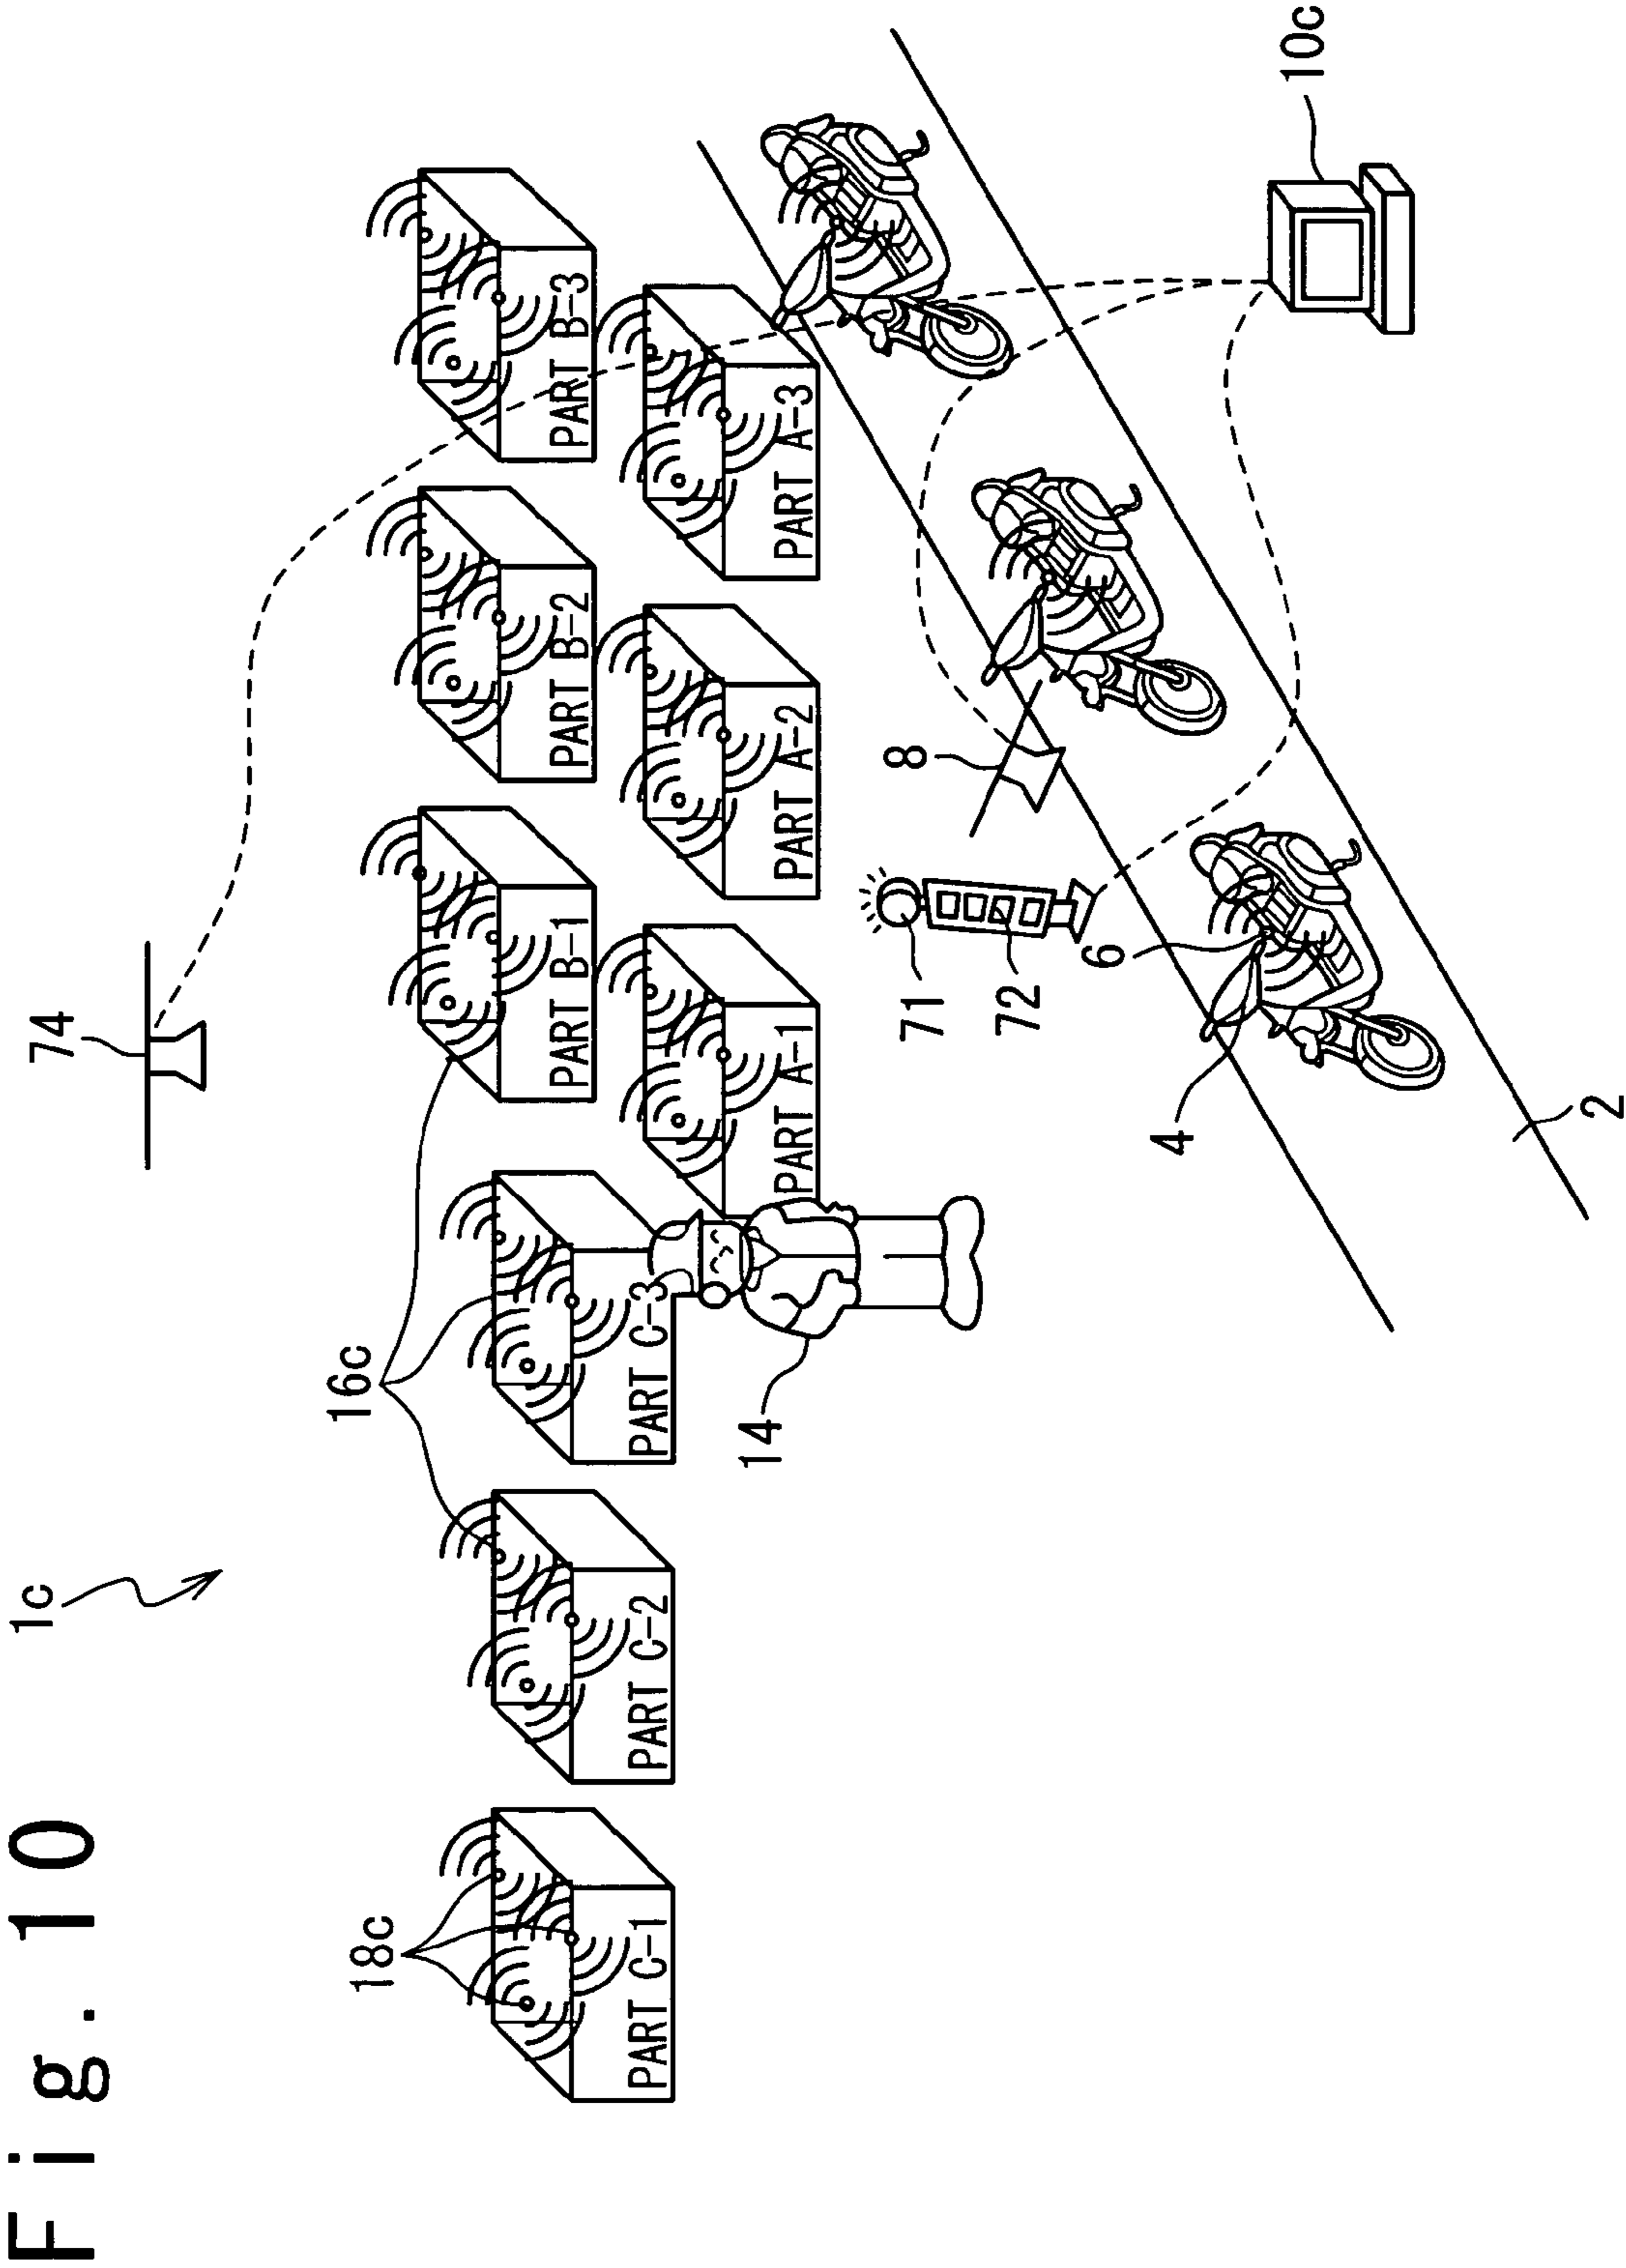 Fig. 10
1c
74
16c
18c
PART B-1
PART B-2
PART B-3
PART C-1
PART C-2
PART C-3
PART A-1
PART A-2
PART A-3
14
71
72
8
6
4
2
10c